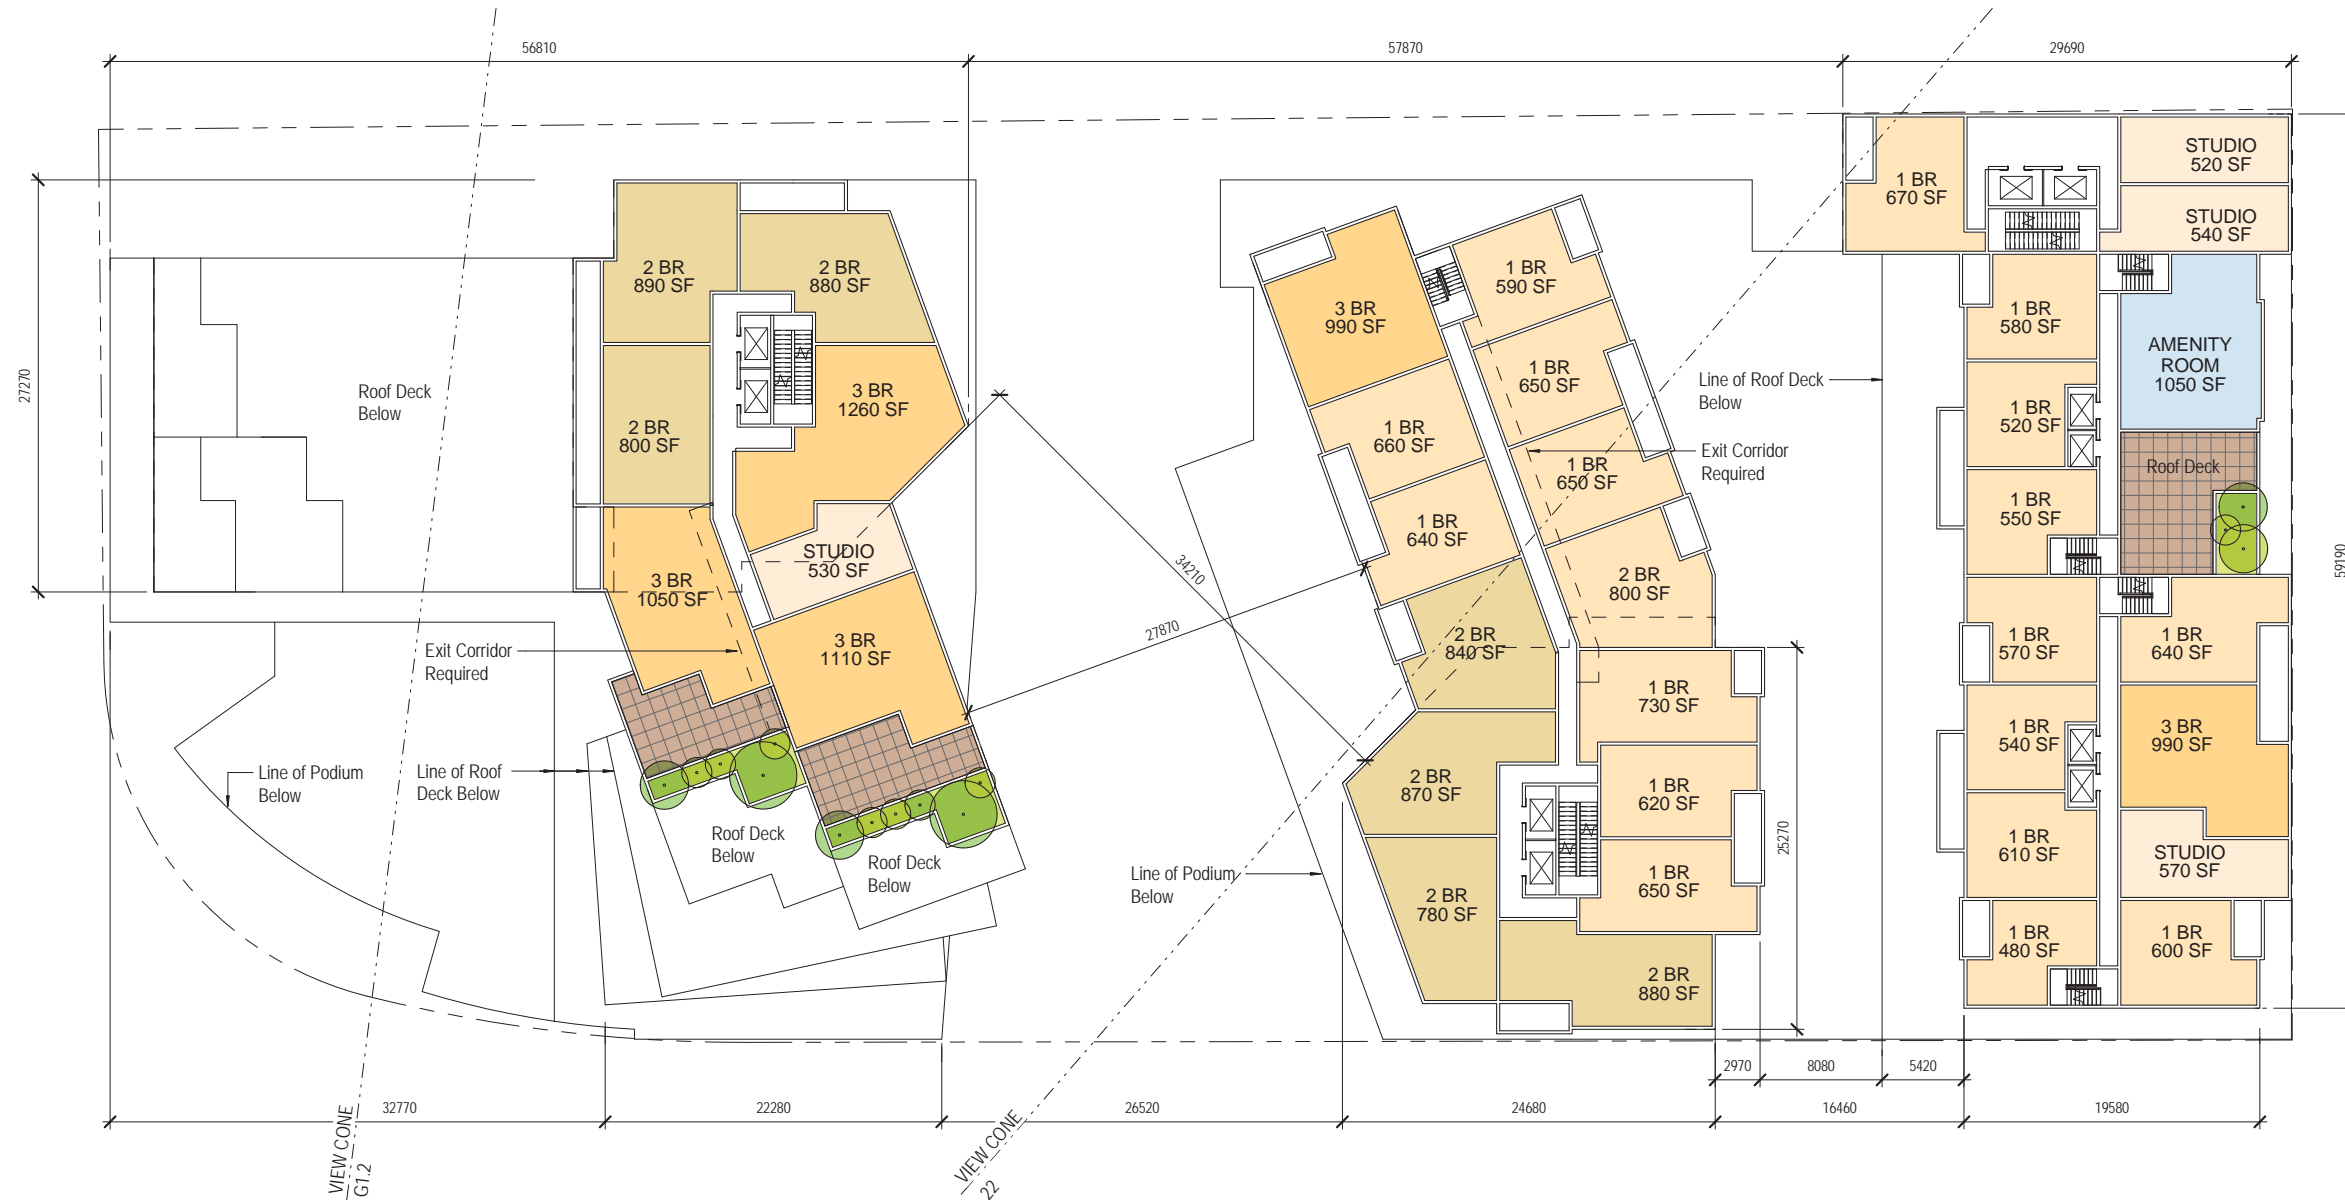 56810
57870
29690
27270
59190
2 BR
890 SF
2 BR
880 SF
2 BR
800 SF
3 BR
1260 SF
STUDIO
530 SF
3 BR
1050 SF
3 BR
1110 SF
Roof Deck
Below
Exit Corridor
Required
Line of Podium
Below
Line of Roof
Deck Below
Roof Deck
Below
Roof Deck
Below
34210
27870
3 BR
990 SF
1 BR
590 SF
1 BR
650 SF
1 BR
660 SF
1 BR
650 SF
1 BR
640 SF
2 BR
800 SF
2 BR
840 SF
1 BR
730 SF
2 BR
870 SF
1 BR
620 SF
2 BR
780 SF
1 BR
650 SF
2 BR
880 SF
25270
Line of Roof Deck
Below
Exit Corridor
Required
Line of Podium
Below
1 BR
670 SF
STUDIO
520 SF
STUDIO
540 SF
1 BR
580 SF
AMENITY
ROOM
1050 SF
1 BR
520 SF
Roof Deck
1 BR
550 SF
1 BR
570 SF
1 BR
640 SF
1 BR
540 SF
3 BR
990 SF
1 BR
610 SF
STUDIO
570 SF
1 BR
480 SF
1 BR
600 SF
2970
8080
5420
32770
22280
26520
24680
16460
19580
VIEW CONE
G1.2
VIEW CONE
22